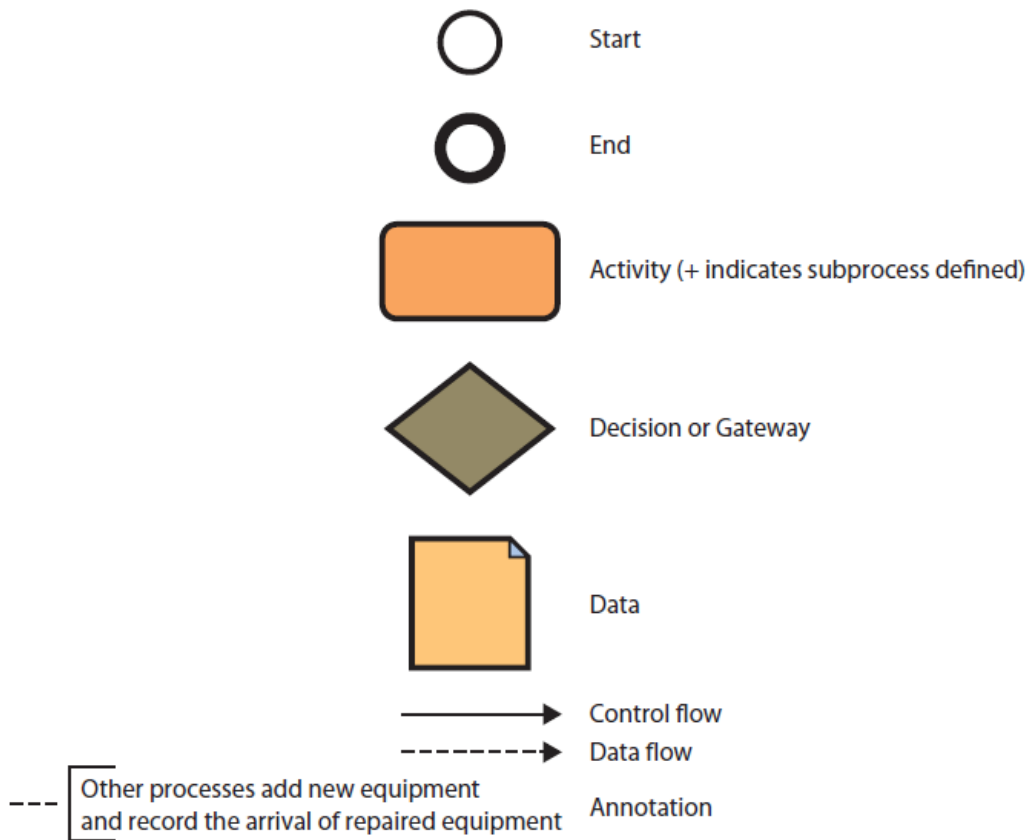 Start
End
Activity (+ indicates subprocess defined)
Decision or Gateway
Data
Control flow
Data flow
Other processes add new equipment
and record the arrival of repaired equipment
Annotation